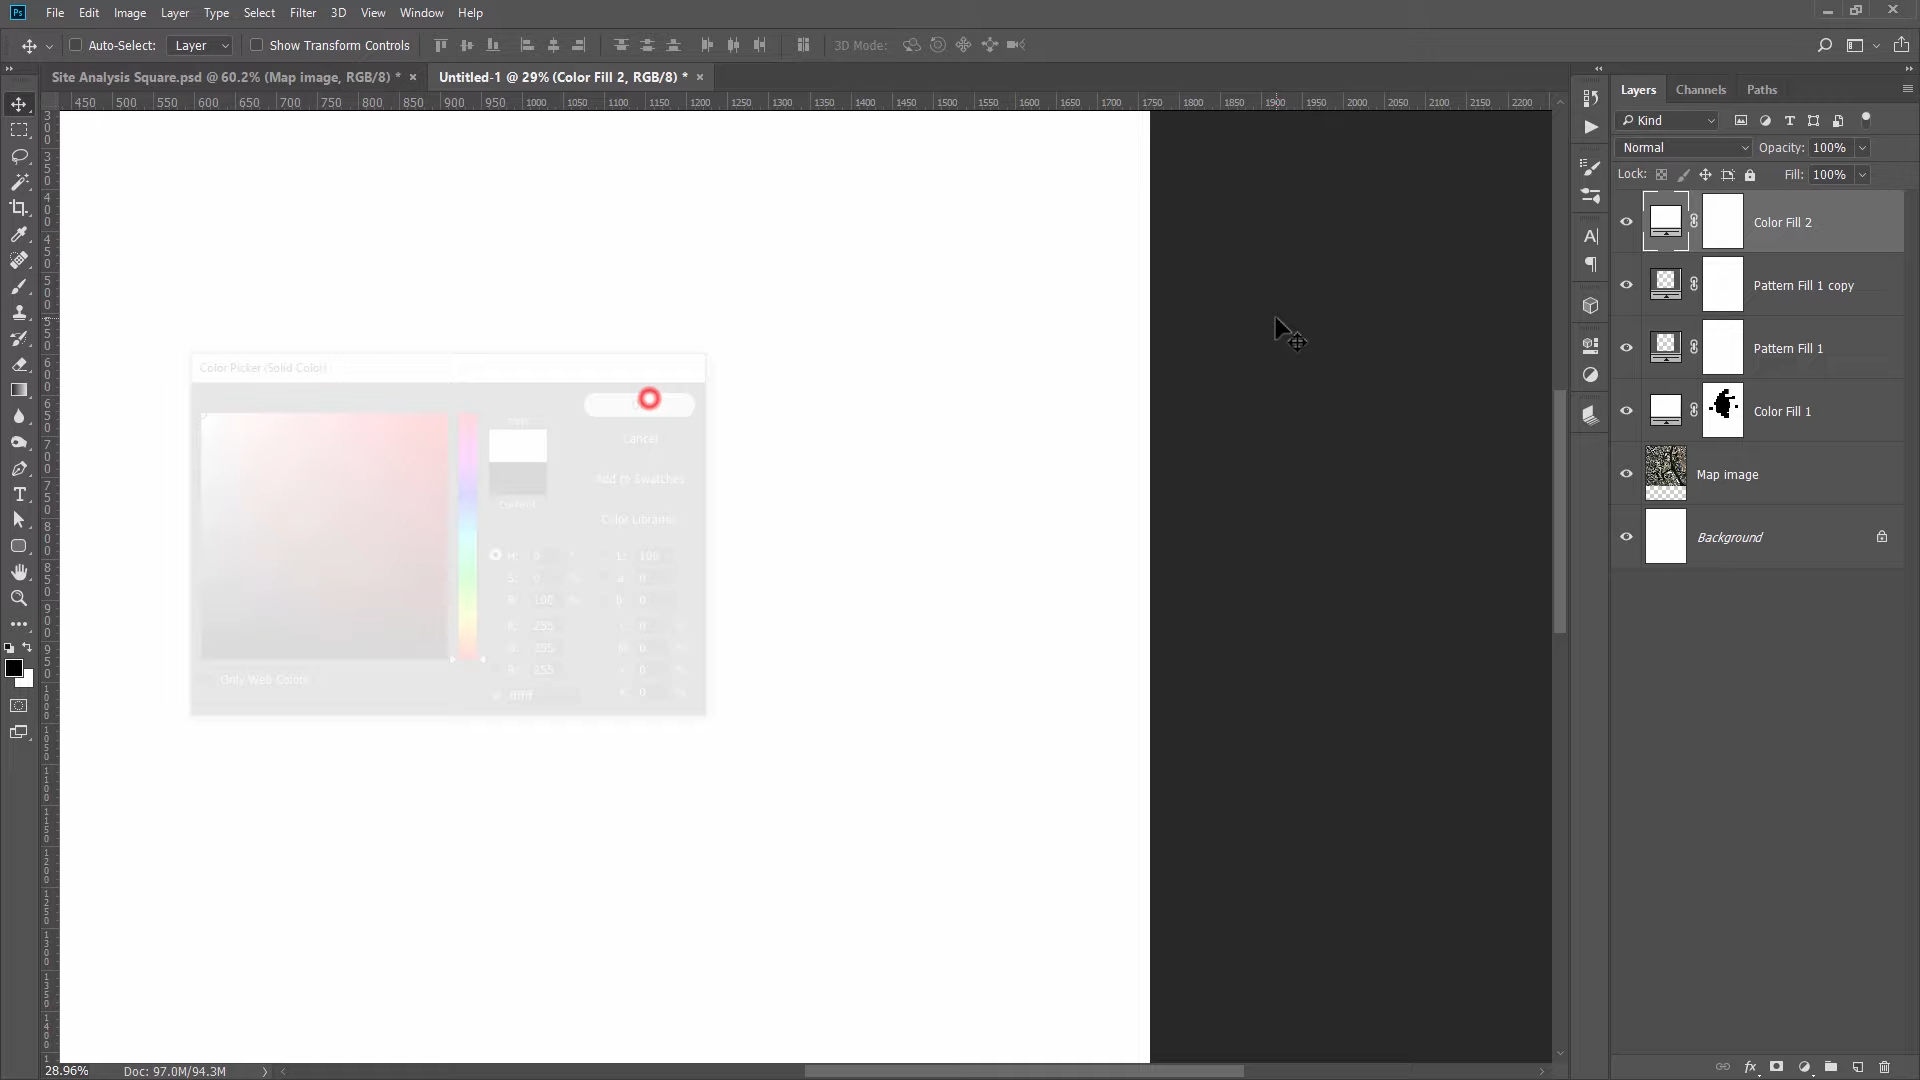 Ps File Edit Image Layer Type Select Filter 3D View Window Help
Auto-Select: Layer Show Transform Controls 3D Mode:
Site Analysis Square.psd @ 60.2% (Map image, RGB/8) * × Untitled-1 @ 29% (Color Fill 2, RGB/8) * ×
450 500 550 600 650 700 750 800 850 900 950 1000 1050 1100 1150 1200 1250 1300 1350 1400 1450 1500 1550 1600 1650 1700 1750 1800 1850 1900 1950 2000 2050 2100 2150 2200
Layers Channels Paths
Kind
Normal Opacity: 100%
Lock: Fill: 100%
Color Fill 2
Pattern Fill 1 copy
Pattern Fill 1
Color Fill 1
Map image
Background
Color Picker (Solid Color)
new
Cancel
Add to Swatches
current
Color Libraries
H: 0 ° L: 100
S: 0 % a: 0
B: 100 % b: 0
R: 255 C: 0 %
G: 255 M: 0 %
B: 255 Y: 0 %
# ffffff K: 0 %
Only Web Colors
28.96% Doc: 97.0M/94.3M